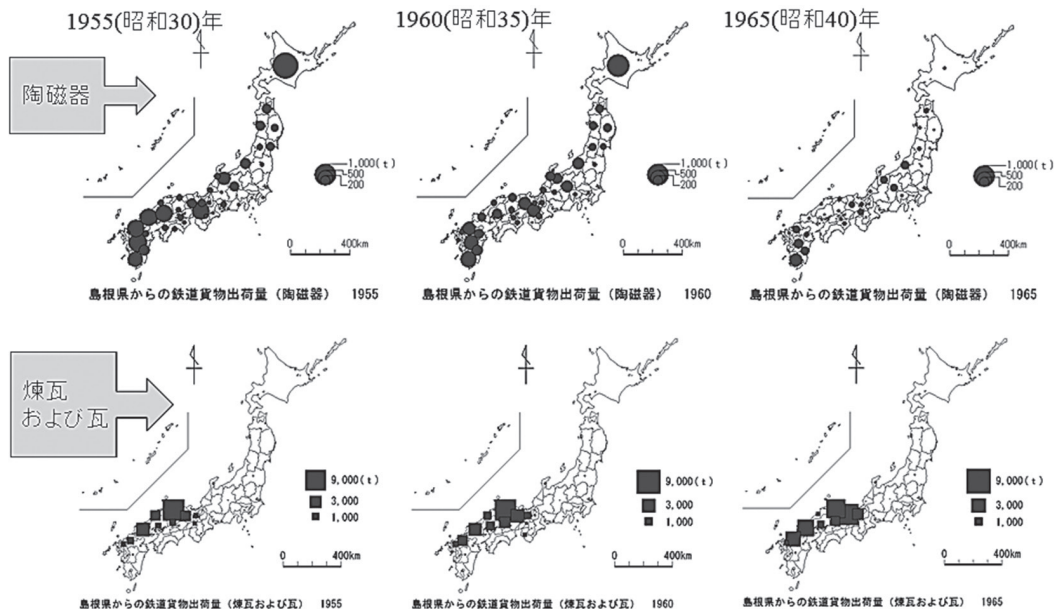 1955(昭和30)年
1960(昭和35)年
1965(昭和40)年
陶磁器
1,000(t)
500
200
0 400km
島根県からの鉄道貨物出荷量(陶磁器) 1955
1,000(t)
500
200
0 400km
島根県からの鉄道貨物出荷量(陶磁器) 1960
1,000(t)
500
200
0 400km
島根県からの鉄道貨物出荷量(陶磁器) 1965
煉瓦
および瓦
9,000(t)
3,000
1,000
0 400km
島根県からの鉄道貨物出荷量(煉瓦および瓦) 1955
9,000(t)
3,000
1,000
0 400km
島根県からの鉄道貨物出荷量(煉瓦および瓦) 1960
9,000(t)
3,000
1,000
0 400km
島根県からの鉄道貨物出荷量(煉瓦および瓦) 1965